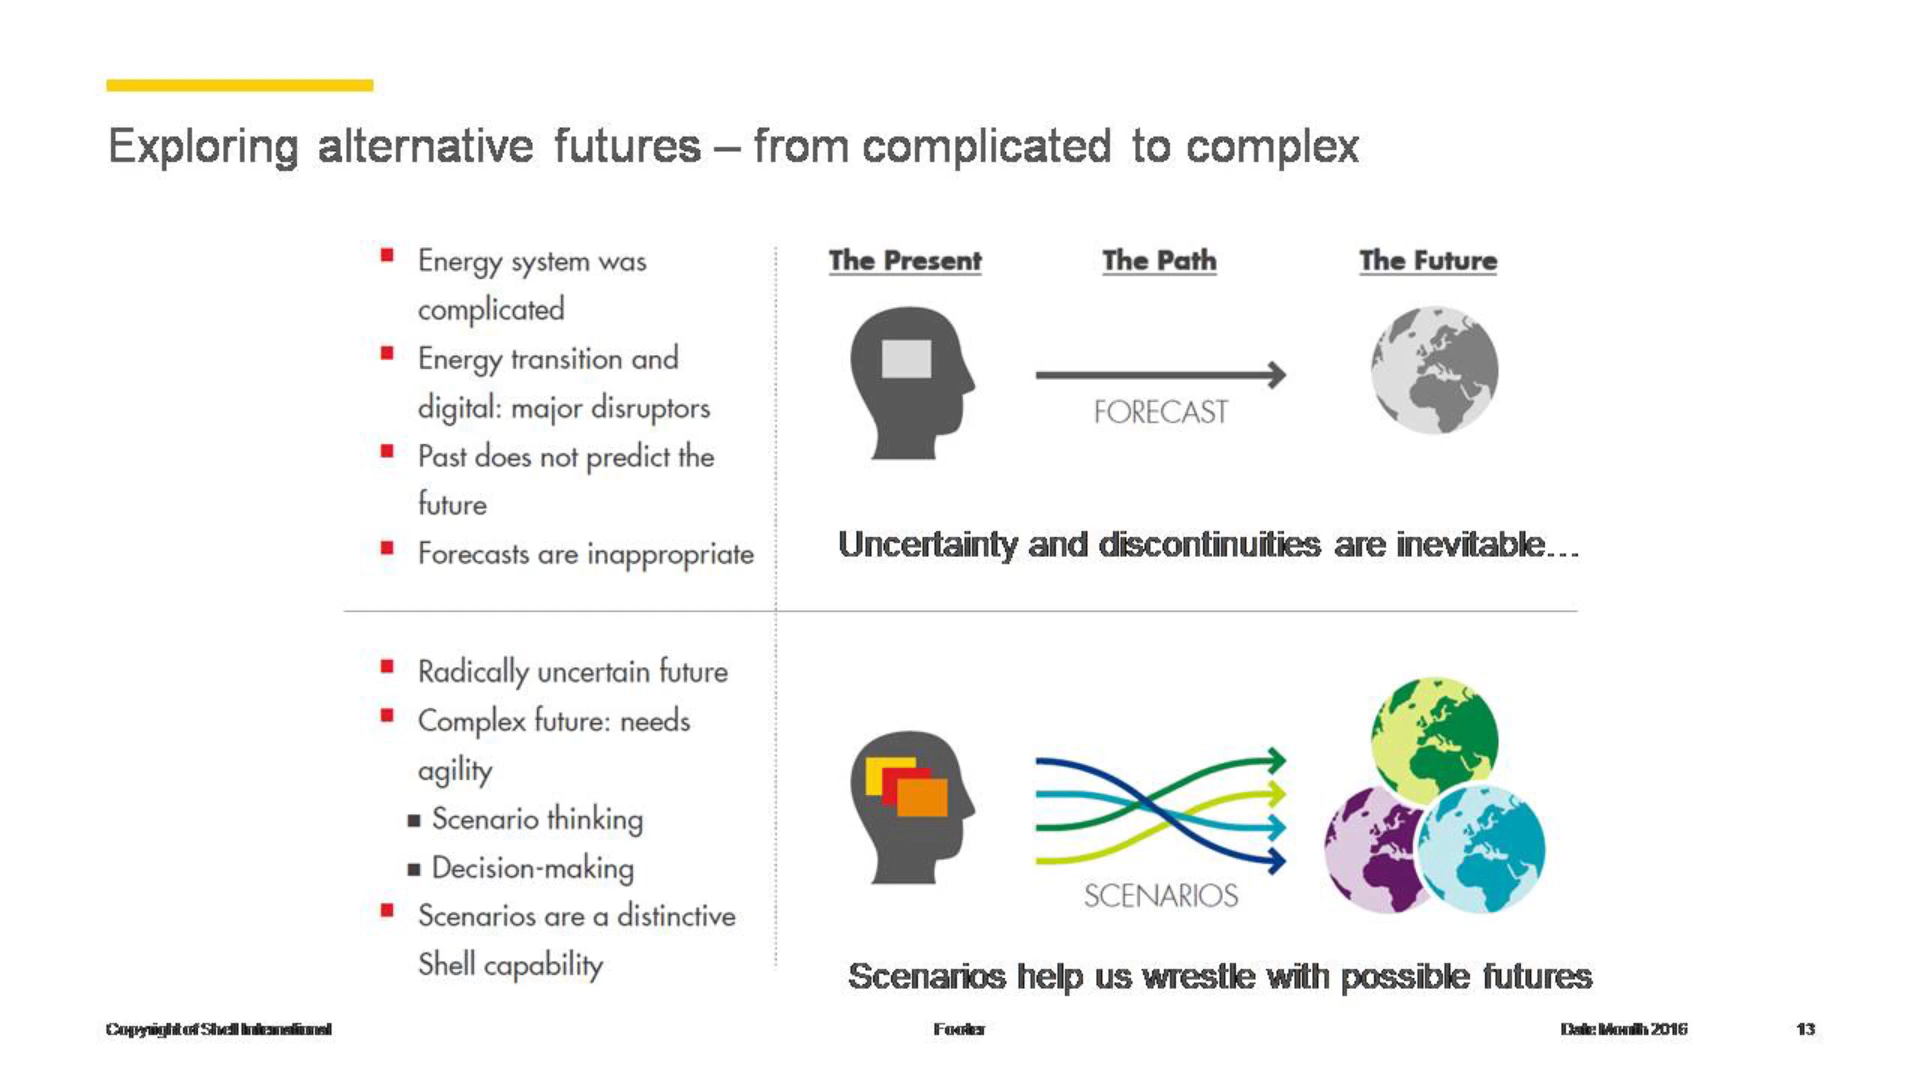 Exploring alternative futures – from complicated to complex
Energy system was
complicated
Energy transition and
digital: major disruptors
Past does not predict the
future
Forecasts are inappropriate
The Present
The Path
The Future
FORECAST
Uncertainty and discontinuities are inevitable...
Radically uncertain future
Complex future: needs
agility
Scenario thinking
Decision-making
Scenarios are a distinctive
Shell capability
SCENARIOS
Scenarios help us wrestle with possible futures
Copyright of Shell International
Footer
Date Month 2016
13